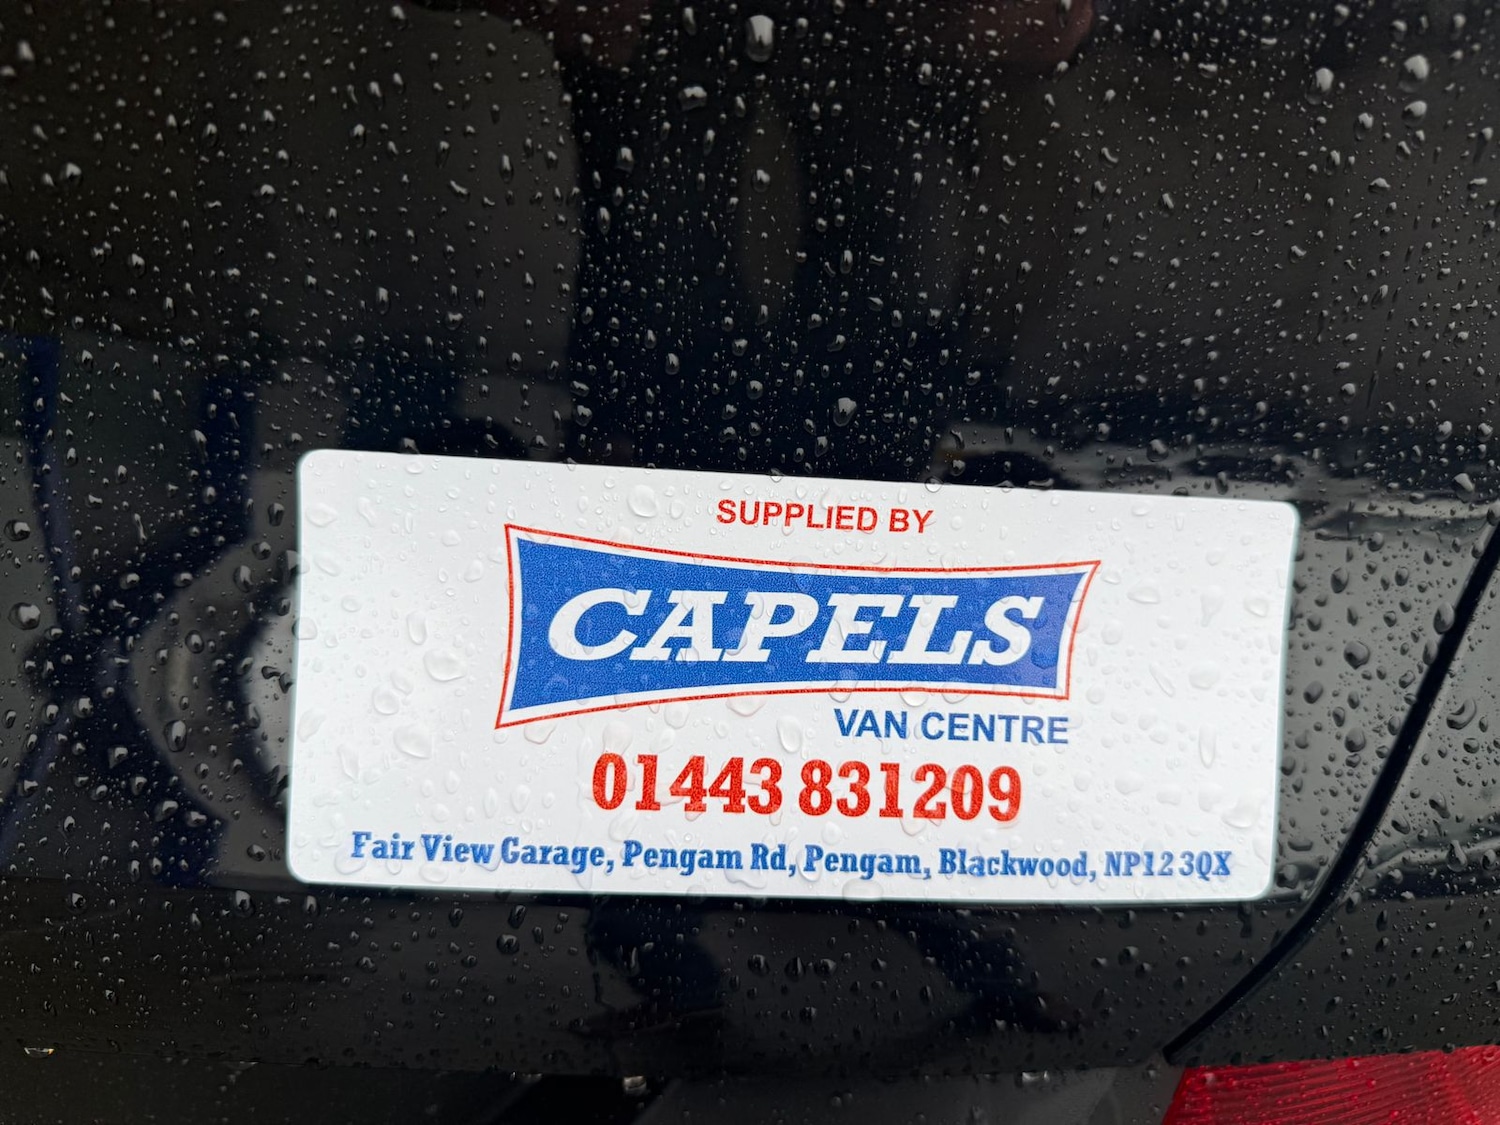 SUPPLIED BY
CAPELS
VAN CENTRE
01443 831209
Fair View Garage, Pengam Rd, Pengam, Blackwood, NP12 3QX